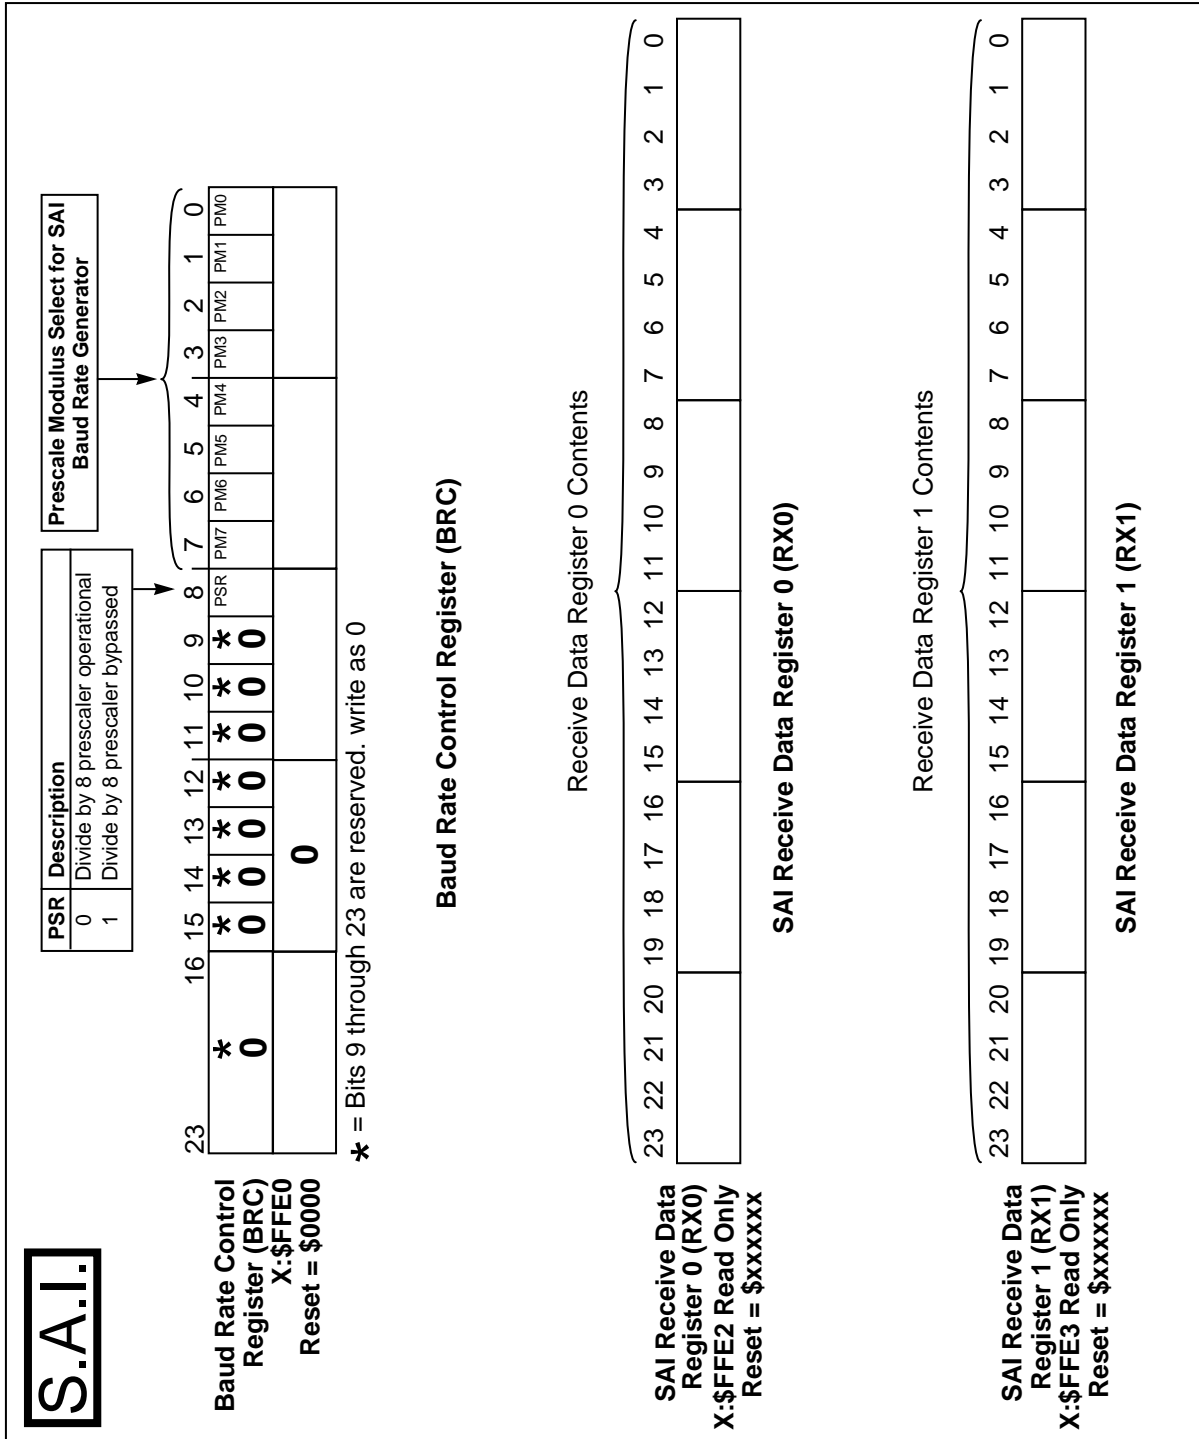 S.A.I.
PSR Description
0 Divide by 8 prescaler operational
1 Divide by 8 prescaler bypassed
Prescale Modulus Select for SAI
Baud Rate Generator
23 16 15 14 13 12 11 10 9 8 7 6 5 4 3 2 1 0
Baud Rate Control
Register (BRC)
X:$FFE0
Reset = $0000
* * * * * * * * PSR PM7 PM6 PM5 PM4 PM3 PM2 PM1 PM0
0 0 0 0 0 0 0 0
0
* = Bits 9 through 23 are reserved. write as 0
Baud Rate Control Register (BRC)
Receive Data Register 0 Contents
23 22 21 20 19 18 17 16 15 14 13 12 11 10 9 8 7 6 5 4 3 2 1 0
SAI Receive Data
Register 0 (RX0)
X:$FFE2 Read Only
Reset = $xxxxxx
SAI Receive Data Register 0 (RX0)
Receive Data Register 1 Contents
23 22 21 20 19 18 17 16 15 14 13 12 11 10 9 8 7 6 5 4 3 2 1 0
SAI Receive Data
Register 1 (RX1)
X:$FFE3 Read Only
Reset = $xxxxxx
SAI Receive Data Register 1 (RX1)